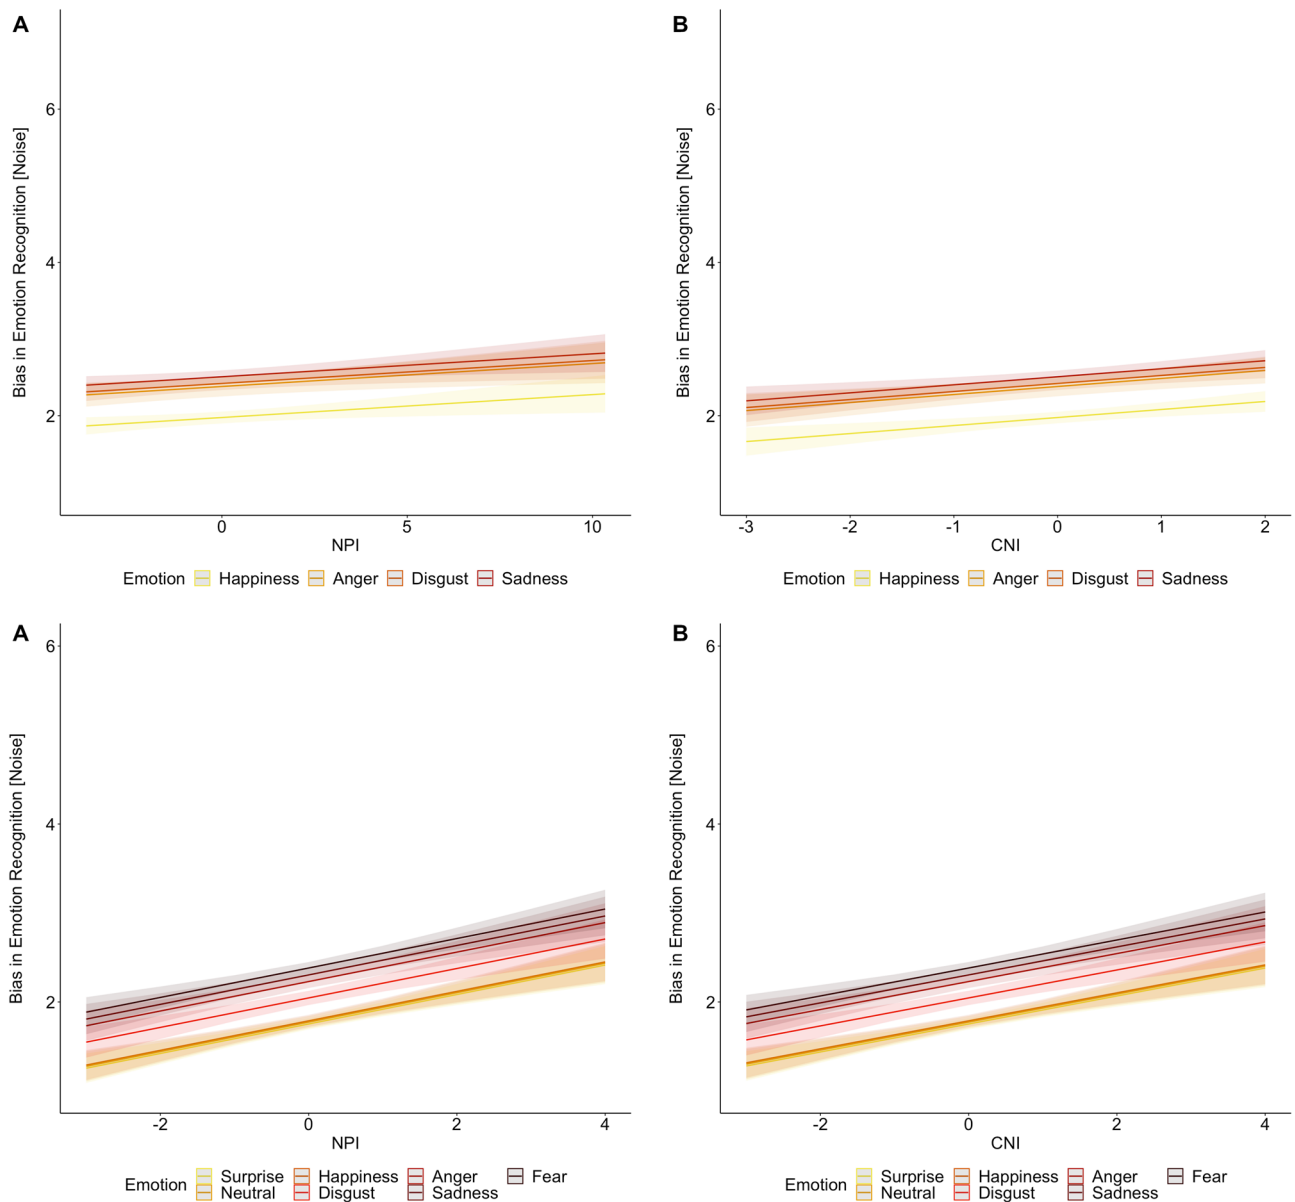 A
Bias in Emotion Recognition [Noise]
6
4
2
0 5 10
NPI
Emotion Happiness Anger Disgust Sadness
B
Bias in Emotion Recognition [Noise]
6
4
2
-3 -2 -1 0 1 2
CNI
Emotion Happiness Anger Disgust Sadness
A
Bias in Emotion Recognition [Noise]
6
4
2
-2 0 2 4
NPI
Emotion Surprise Happiness Anger Fear
Neutral Disgust Sadness
B
Bias in Emotion Recognition [Noise]
6
4
2
-2 0 2 4
CNI
Emotion Surprise Happiness Anger Fear
Neutral Disgust Sadness